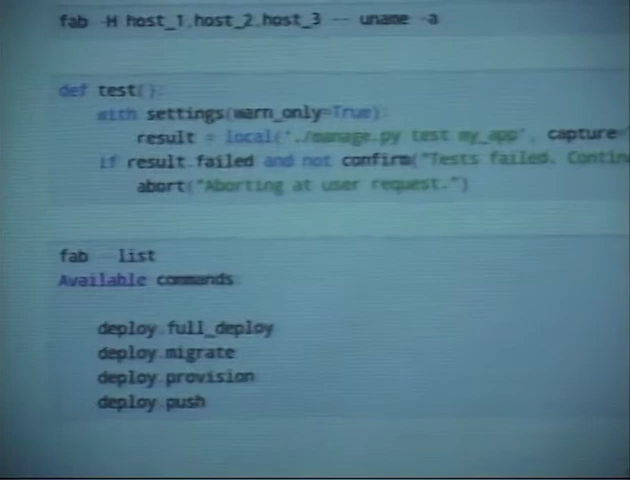 fab -H host_1,host_2,host_3 -- uname -a
def test():
with settings(warn_only=True):
result = local('./manage.py test my_app', capture=
if result.failed and not confirm("Tests failed. Contin
abort("Aborting at user request.")
fab --list
Available commands:
deploy.full_deploy
deploy.migrate
deploy.provision
deploy.push